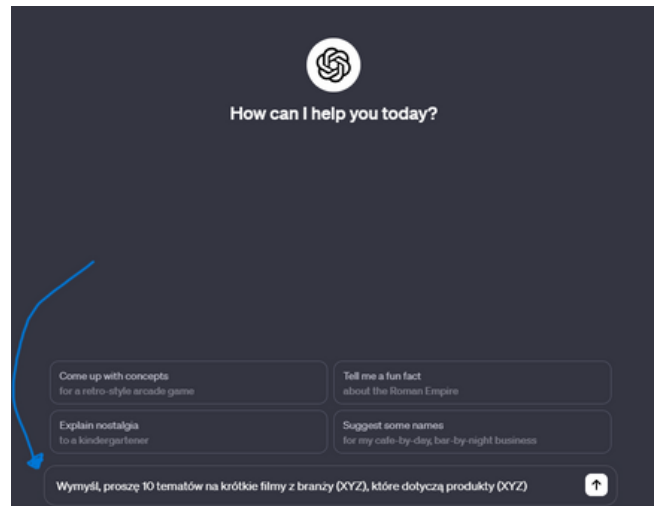 How can I help you today?
Come up with concepts
for a retro-style arcade game
Tell me a fun fact
about the Roman Empire
Explain nostalgia
to a kindergartener
Suggest some names
for my cafe-by-day, bar-by-night business
Wymyśl, proszę 10 tematów na krótkie filmy z branży (XYZ), które dotyczą produkty (XYZ)